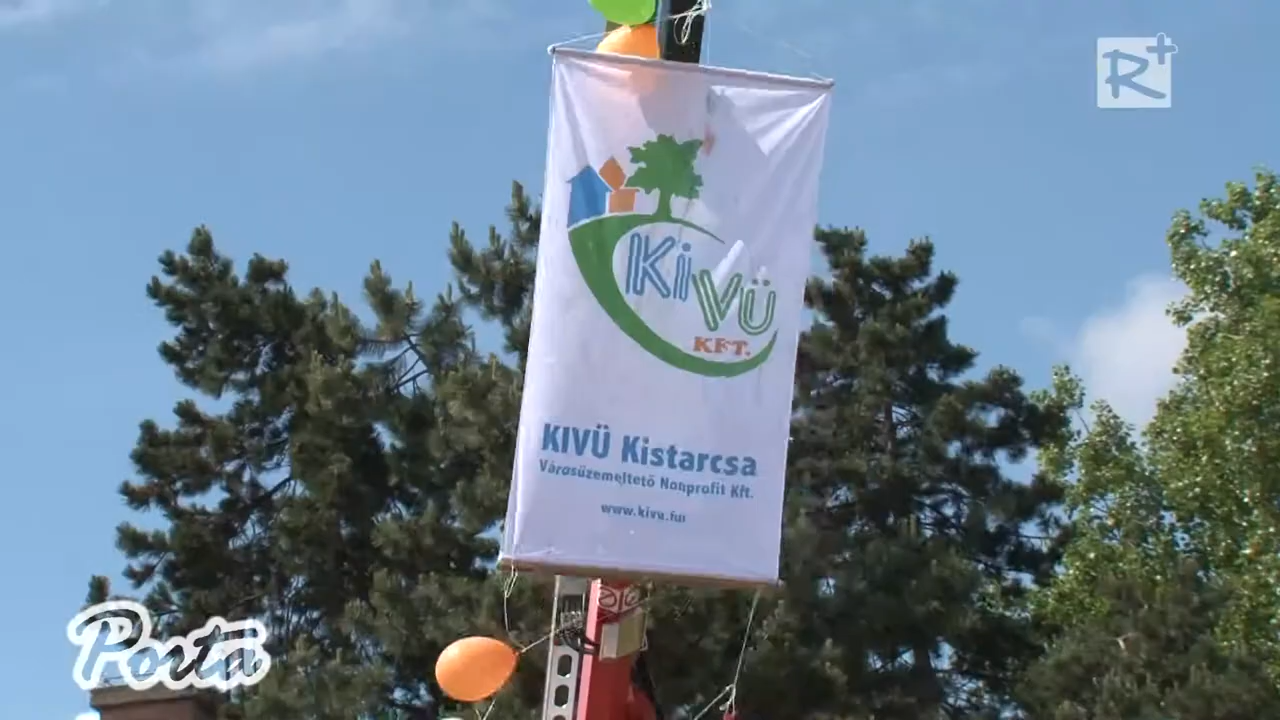 R+
KiVÜ
KFT.
KIVÜ Kistarcsa
Városüzemeltető Nonprofit Kft.
www.kivu.hu
Porta